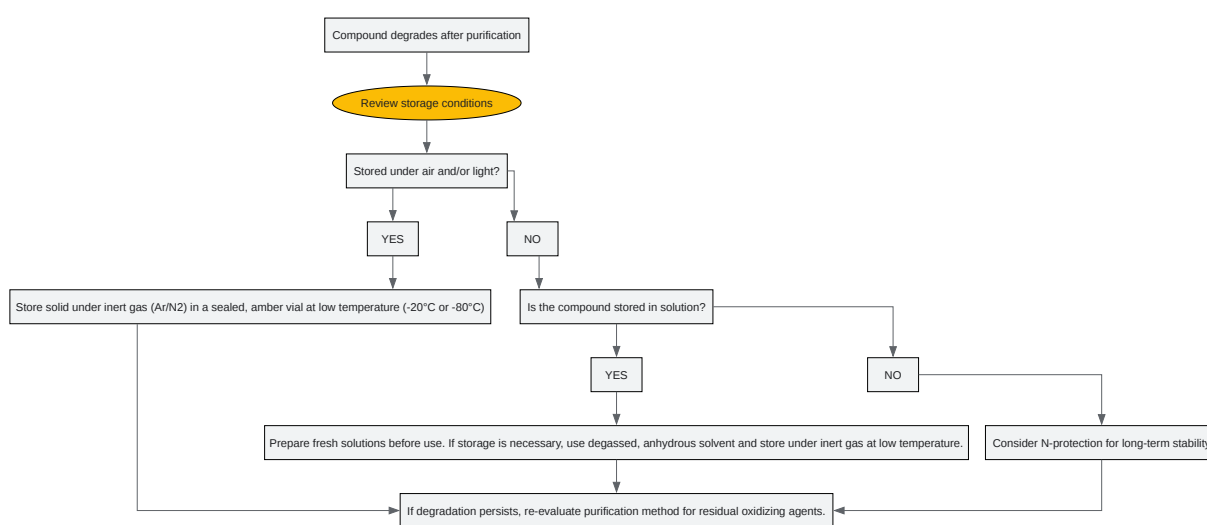 Compound degrades after purification
Review storage conditions
Stored under air and/or light?
YES
NO
Store solid under inert gas (Ar/N2) in a sealed, amber vial at low temperature (-20°C or -80°C)
Is the compound stored in solution?
YES
NO
Prepare fresh solutions before use. If storage is necessary, use degassed, anhydrous solvent and store under inert gas at low temperature.
Consider N-protection for long-term stability
If degradation persists, re-evaluate purification method for residual oxidizing agents.